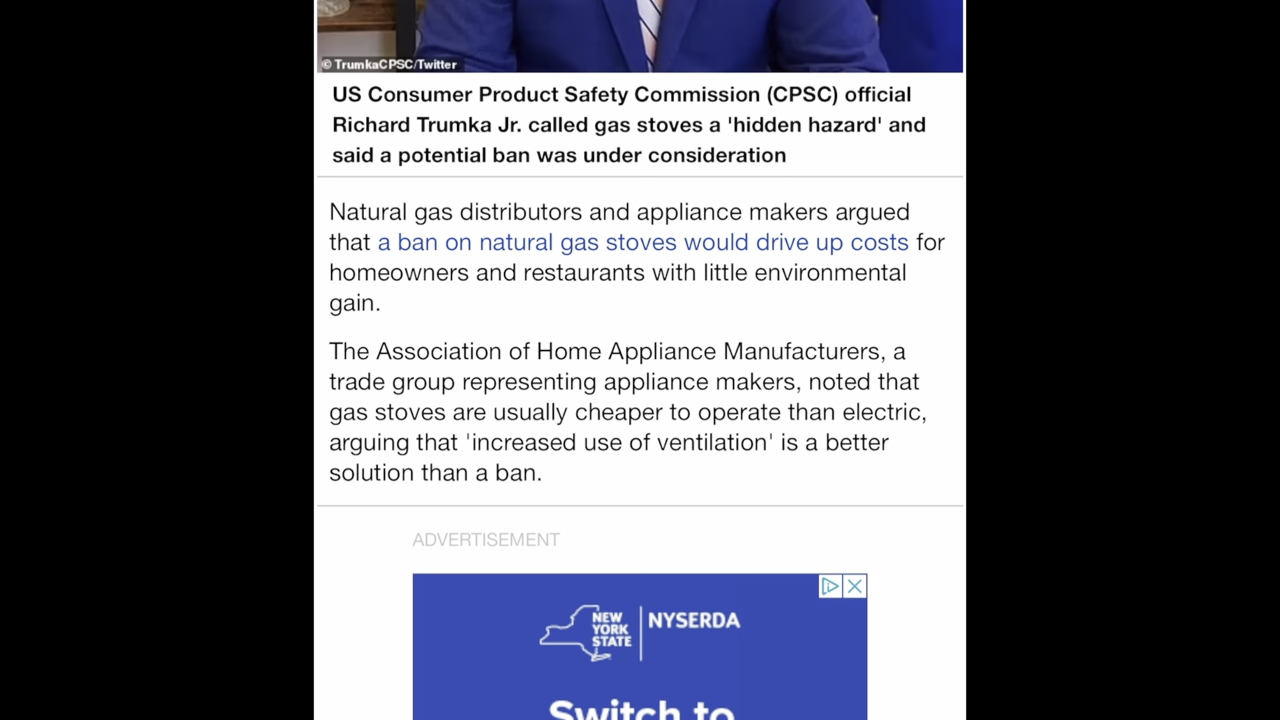 © TrumkaCPSC/Twitter
US Consumer Product Safety Commission (CPSC) official
Richard Trumka Jr. called gas stoves a 'hidden hazard' and
said a potential ban was under consideration
Natural gas distributors and appliance makers argued
that a ban on natural gas stoves would drive up costs for
homeowners and restaurants with little environmental
gain.
The Association of Home Appliance Manufacturers, a
trade group representing appliance makers, noted that
gas stoves are usually cheaper to operate than electric,
arguing that 'increased use of ventilation' is a better
solution than a ban.
ADVERTISEMENT
NEW
YORK
STATE
NYSERDA
Switch to